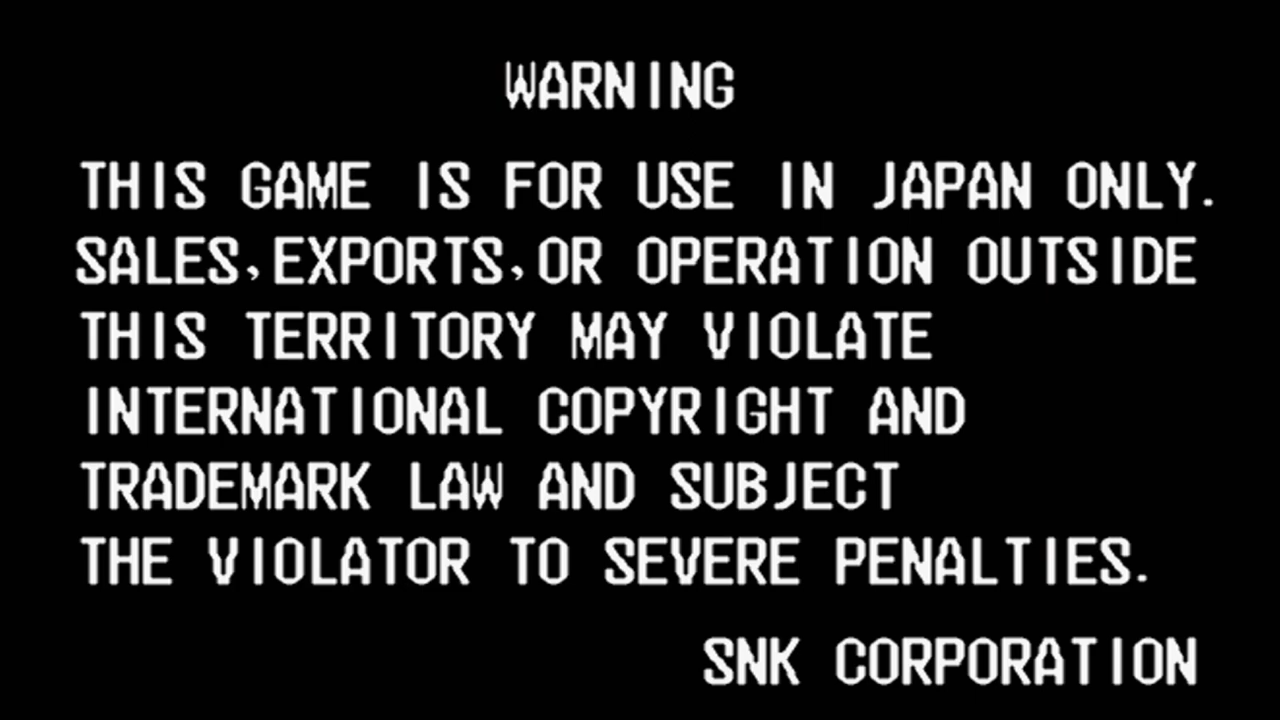 WARNING
THIS GAME IS FOR USE IN JAPAN ONLY.
SALES,EXPORTS,OR OPERATION OUTSIDE
THIS TERRITORY MAY VIOLATE
INTERNATIONAL COPYRIGHT AND
TRADEMARK LAW AND SUBJECT
THE VIOLATOR TO SEVERE PENALTIES.
SNK CORPORATION